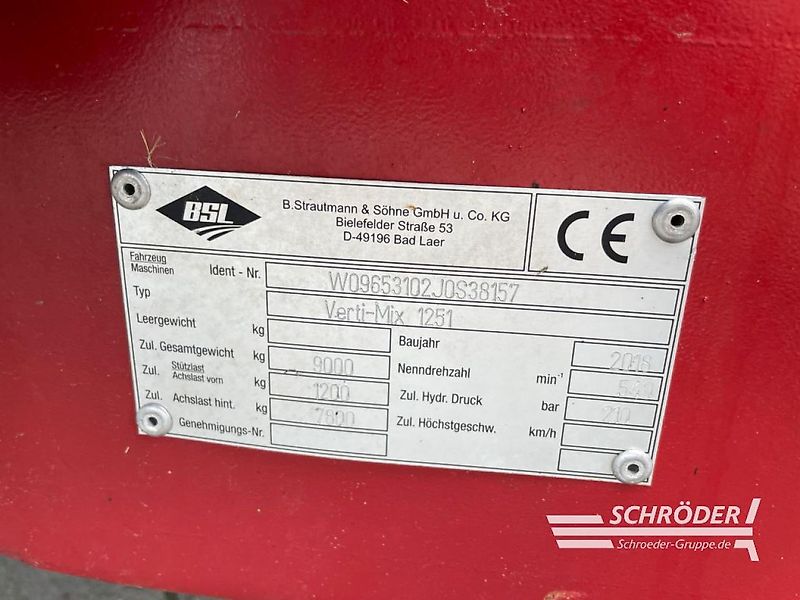 BSL
B.Strautmann & Söhne GmbH u. Co. KG
Bielefelder Straße 53
D-49196 Bad Laer
CE
Fahrzeug
Maschinen
Ident - Nr.
W09653102J0S38157
Typ
Verti-Mix 1251
Leergewicht kg
Zul. Gesamtgewicht kg 9000
Zul. Stützlast
Achslast vorn kg 1200
Zul. Achslast hint. kg 7800
Genehmigungs-Nr.
Baujahr 2018
Nenndrehzahl min⁻¹ 540
Zul. Hydr. Druck bar 210
Zul. Höchstgeschw. km/h
SCHRÖDER
Schroeder-Gruppe.de